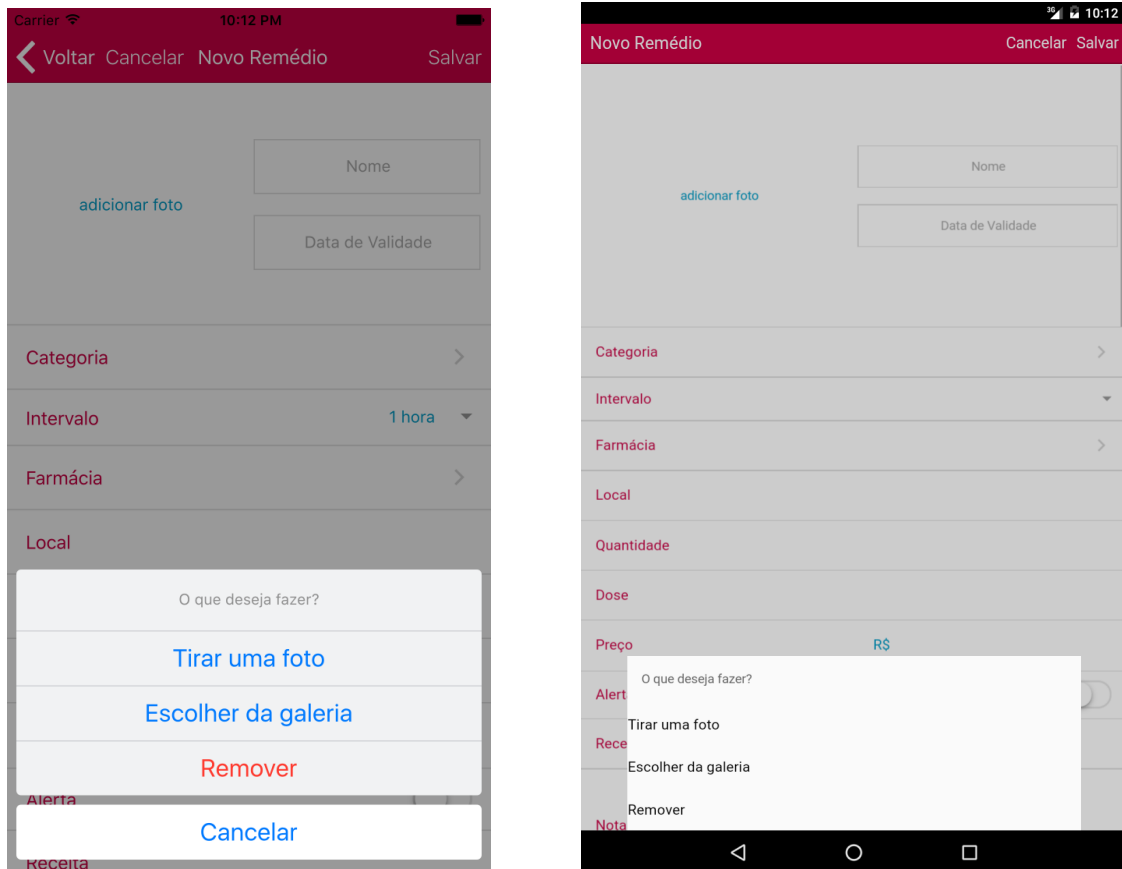 Carrier 10:12 PM
Voltar Cancelar Novo Remédio Salvar
Nome
adicionar foto
Data de Validade
Categoria
Intervalo 1 hora
Farmácia
Local
O que deseja fazer?
Tirar uma foto
Escolher da galeria
Remover
Alerta
Cancelar
Receita
3G 10:12
Novo Remédio Cancelar Salvar
Nome
adicionar foto
Data de Validade
Categoria
Intervalo
Farmácia
Local
Quantidade
Dose
Preço R$
O que deseja fazer?
Alert
Tirar uma foto
Rece
Escolher da galeria
Remover
Nota